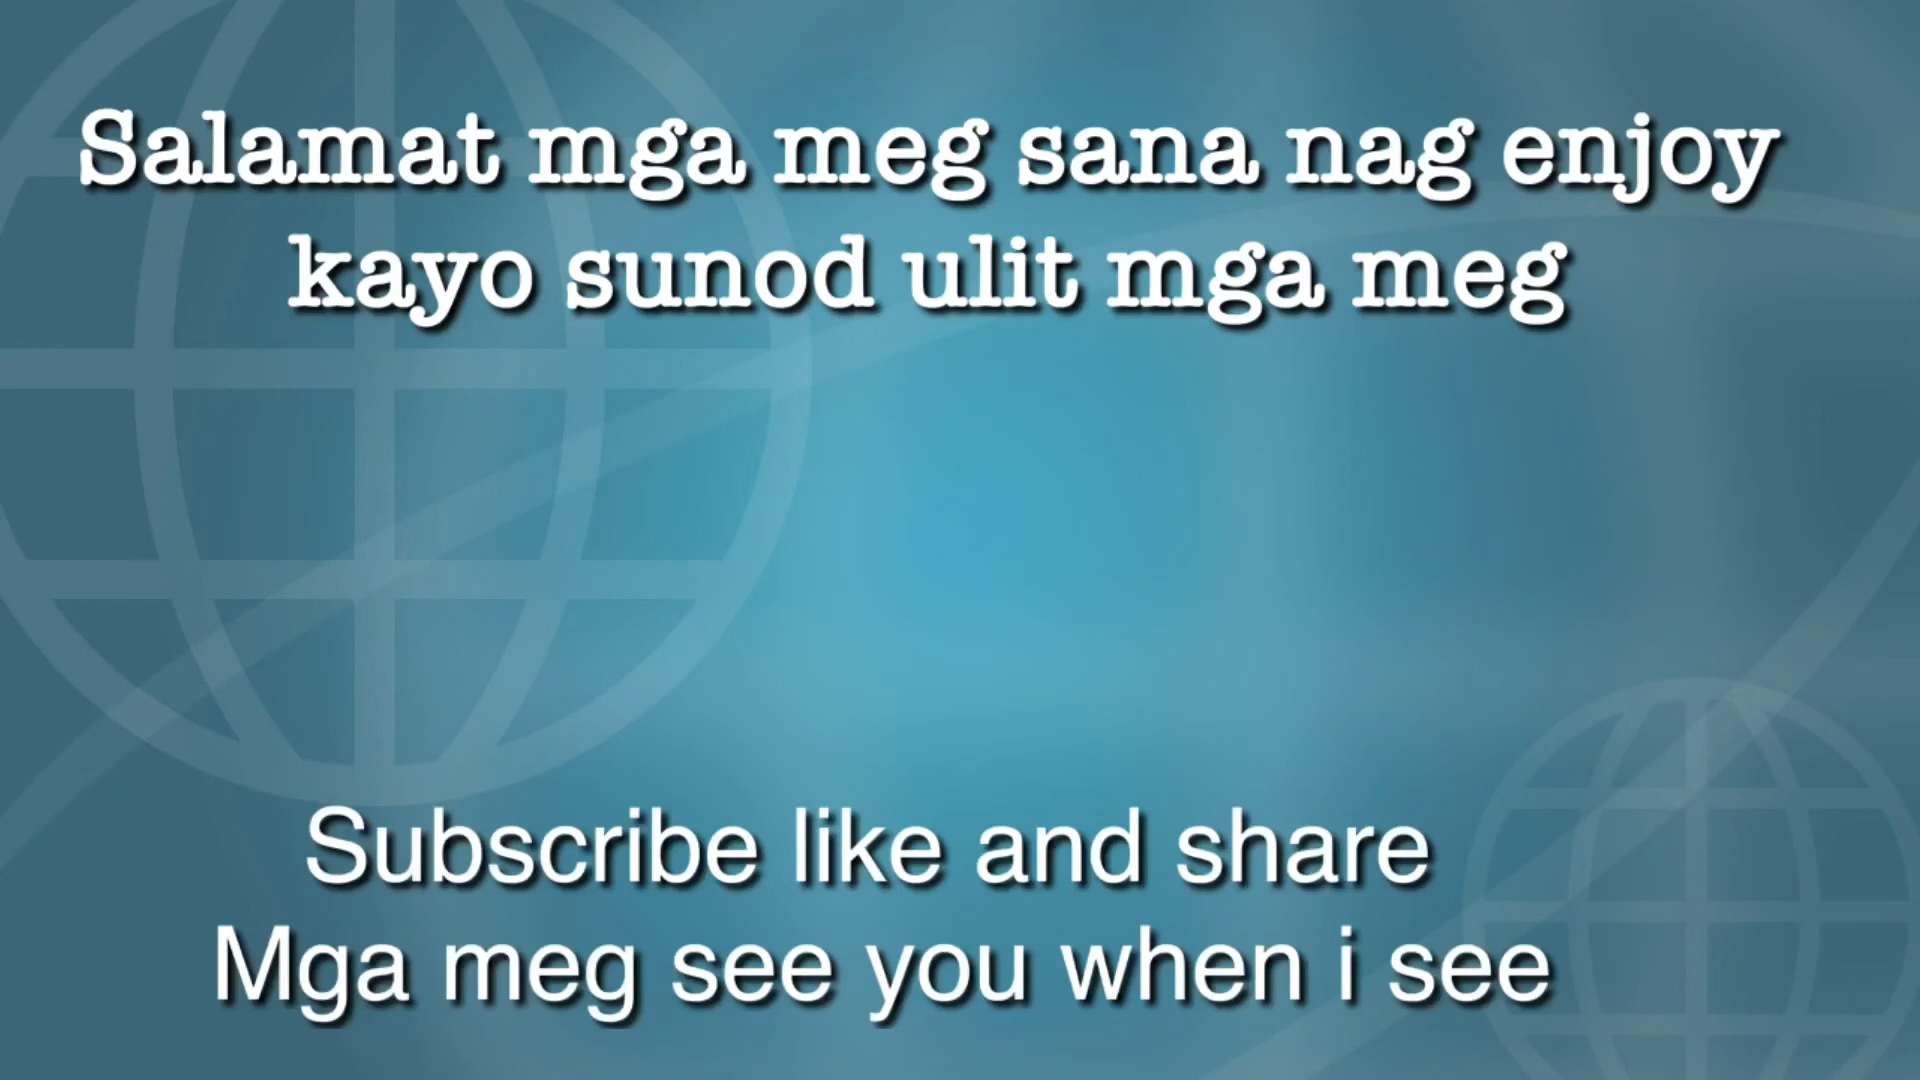 Salamat mga meg sana nag enjoy
kayo sunod ulit mga meg
Subscribe like and share
Mga meg see you when i see